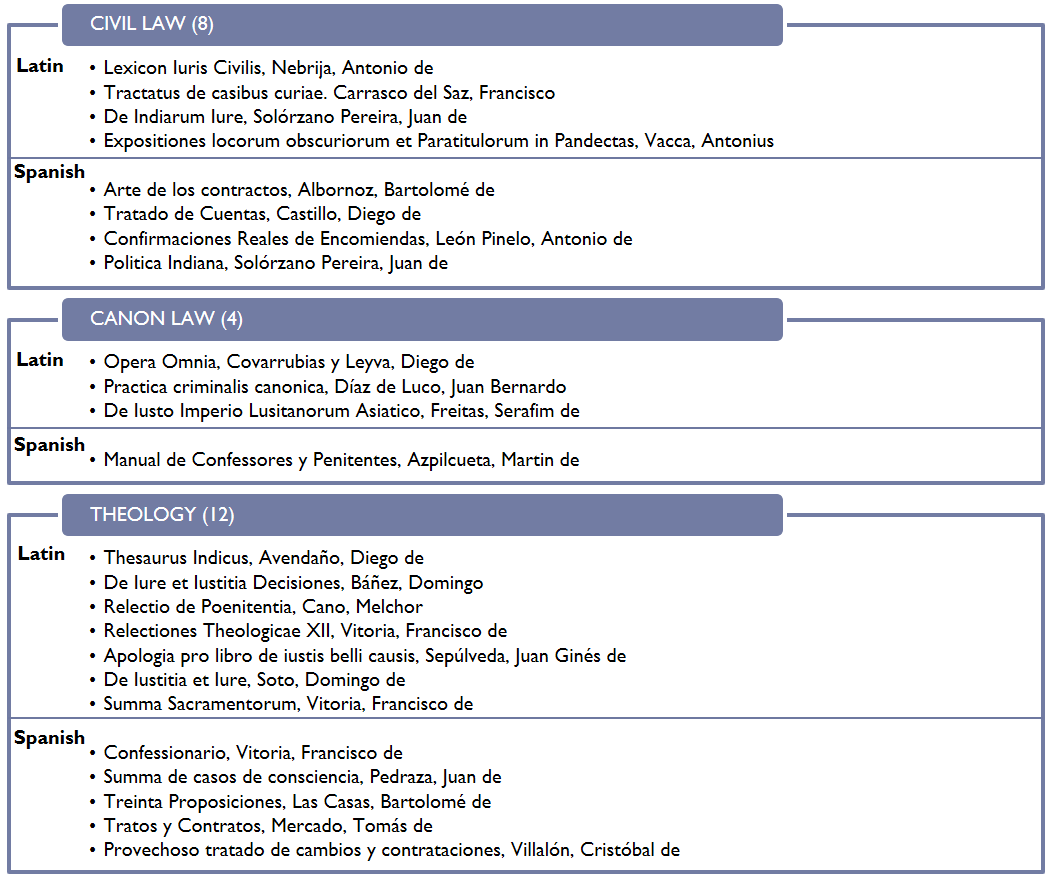 CIVIL LAW (8)
Latin
• Lexicon Iuris Civilis, Nebrija, Antonio de
• Tractatus de casibus curiae. Carrasco del Saz, Francisco
• De Indiarum Iure, Solórzano Pereira, Juan de
• Expositiones locorum obscuriorum et Paratitulorum in Pandectas, Vacca, Antonius
Spanish
• Arte de los contractos, Albornoz, Bartolomé de
• Tratado de Cuentas, Castillo, Diego de
• Confirmaciones Reales de Encomiendas, León Pinelo, Antonio de
• Politica Indiana, Solórzano Pereira, Juan de
CANON LAW (4)
Latin
• Opera Omnia, Covarrubias y Leyva, Diego de
• Practica criminalis canonica, Díaz de Luco, Juan Bernardo
• De Iusto Imperio Lusitanorum Asiatico, Freitas, Serafim de
Spanish
• Manual de Confessores y Penitentes, Azpilcueta, Martin de
THEOLOGY (12)
Latin
• Thesaurus Indicus, Avendaño, Diego de
• De Iure et Iustitia Decisiones, Báñez, Domingo
• Relectio de Poenitentia, Cano, Melchor
• Relectiones Theologicae XII, Vitoria, Francisco de
• Apologia pro libro de iustis belli causis, Sepúlveda, Juan Ginés de
• De Iustitia et Iure, Soto, Domingo de
• Summa Sacramentorum, Vitoria, Francisco de
Spanish
• Confessionario, Vitoria, Francisco de
• Summa de casos de consciencia, Pedraza, Juan de
• Treinta Proposiciones, Las Casas, Bartolomé de
• Tratos y Contratos, Mercado, Tomás de
• Provechoso tratado de cambios y contrataciones, Villalón, Cristóbal de